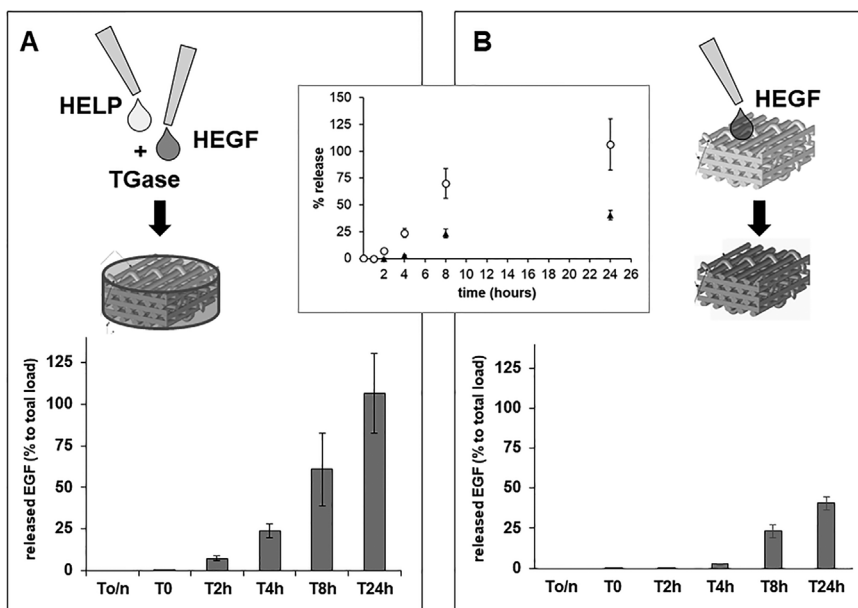 A
HELP
+
HEGF
TGase
released EGF (% to toal load)
125
100
75
50
25
0
To/n T0 T2h T4h T8h T24h
% release
150
125
100
75
50
25
0
2 4 6 8 10 12 14 16 18 20 22 24 26
time (hours)
B
HEGF
released EGF (% to total load)
125
100
75
50
25
0
To/n T0 T2h T4h T8h T24h